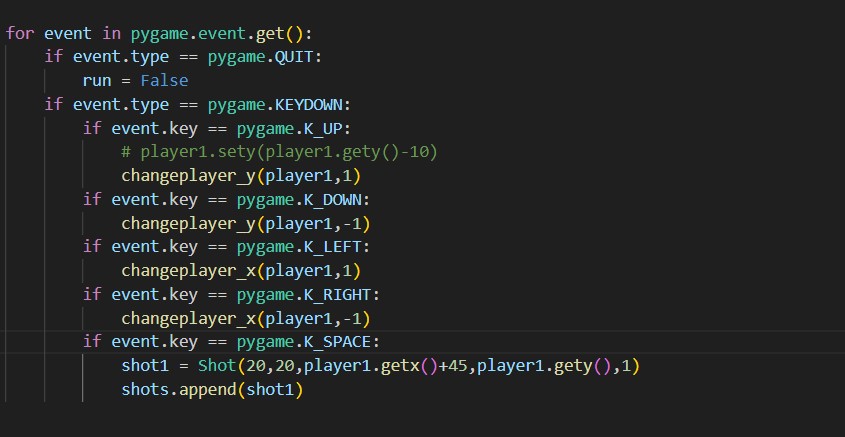 for event in pygame.event.get():
    if event.type == pygame.QUIT:
        run = False
    if event.type == pygame.KEYDOWN:
        if event.key == pygame.K_UP:
            # player1.sety(player1.gety()-10)
            changeplayer_y(player1,1)
        if event.key == pygame.K_DOWN:
            changeplayer_y(player1,-1)
        if event.key == pygame.K_LEFT:
            changeplayer_x(player1,1)
        if event.key == pygame.K_RIGHT:
            changeplayer_x(player1,-1)
        if event.key == pygame.K_SPACE:
            shot1 = Shot(20,20,player1.getx()+45,player1.gety(),1)
            shots.append(shot1)